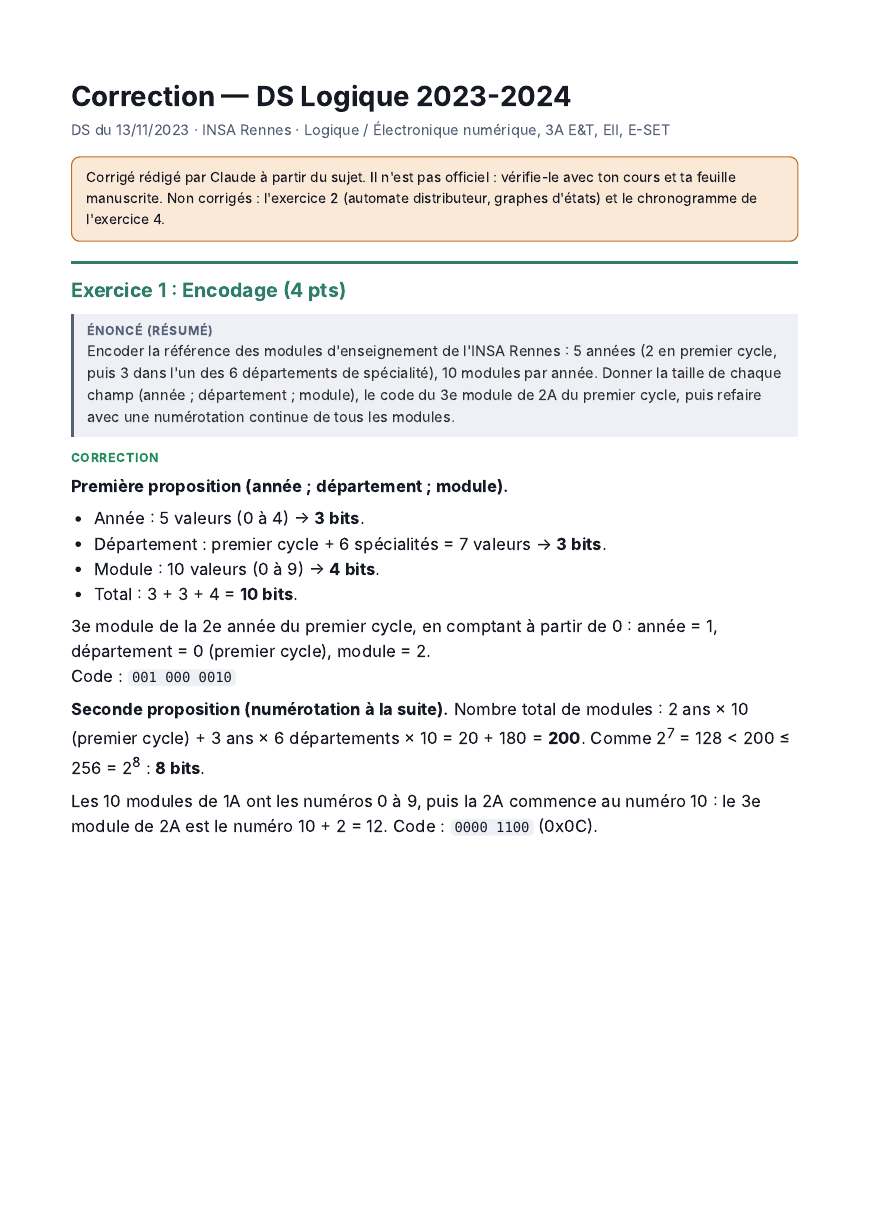 Correction — DS Logique 2023-2024
DS du 13/11/2023 · INSA Rennes · Logique / Électronique numérique, 3A E&T, EII, E-SET
Corrigé rédigé par Claude à partir du sujet. Il n'est pas officiel : vérifie-le avec ton cours et ta feuille
manuscrite. Non corrigés : l'exercice 2 (automate distributeur, graphes d'états) et le chronogramme de
l'exercice 4.
Exercice 1 : Encodage (4 pts)
ÉNONCÉ (RÉSUMÉ)
Encoder la référence des modules d'enseignement de l'INSA Rennes : 5 années (2 en premier cycle,
puis 3 dans l'un des 6 départements de spécialité), 10 modules par année. Donner la taille de chaque
champ (année ; département ; module), le code du 3e module de 2A du premier cycle, puis refaire
avec une numérotation continue de tous les modules.
CORRECTION
Première proposition (année ; département ; module).
• Année : 5 valeurs (0 à 4) → 3 bits.
• Département : premier cycle + 6 spécialités = 7 valeurs → 3 bits.
• Module : 10 valeurs (0 à 9) → 4 bits.
• Total : 3 + 3 + 4 = 10 bits.
3e module de la 2e année du premier cycle, en comptant à partir de 0 : année = 1,
département = 0 (premier cycle), module = 2.
Code : 001 000 0010
Seconde proposition (numérotation à la suite). Nombre total de modules : 2 ans × 10
(premier cycle) + 3 ans × 6 départements × 10 = 20 + 180 = 200. Comme 2⁷ = 128 < 200 ≤
256 = 2⁸ : 8 bits.
Les 10 modules de 1A ont les numéros 0 à 9, puis la 2A commence au numéro 10 : le 3e
module de 2A est le numéro 10 + 2 = 12. Code : 0000 1100 (0x0C).